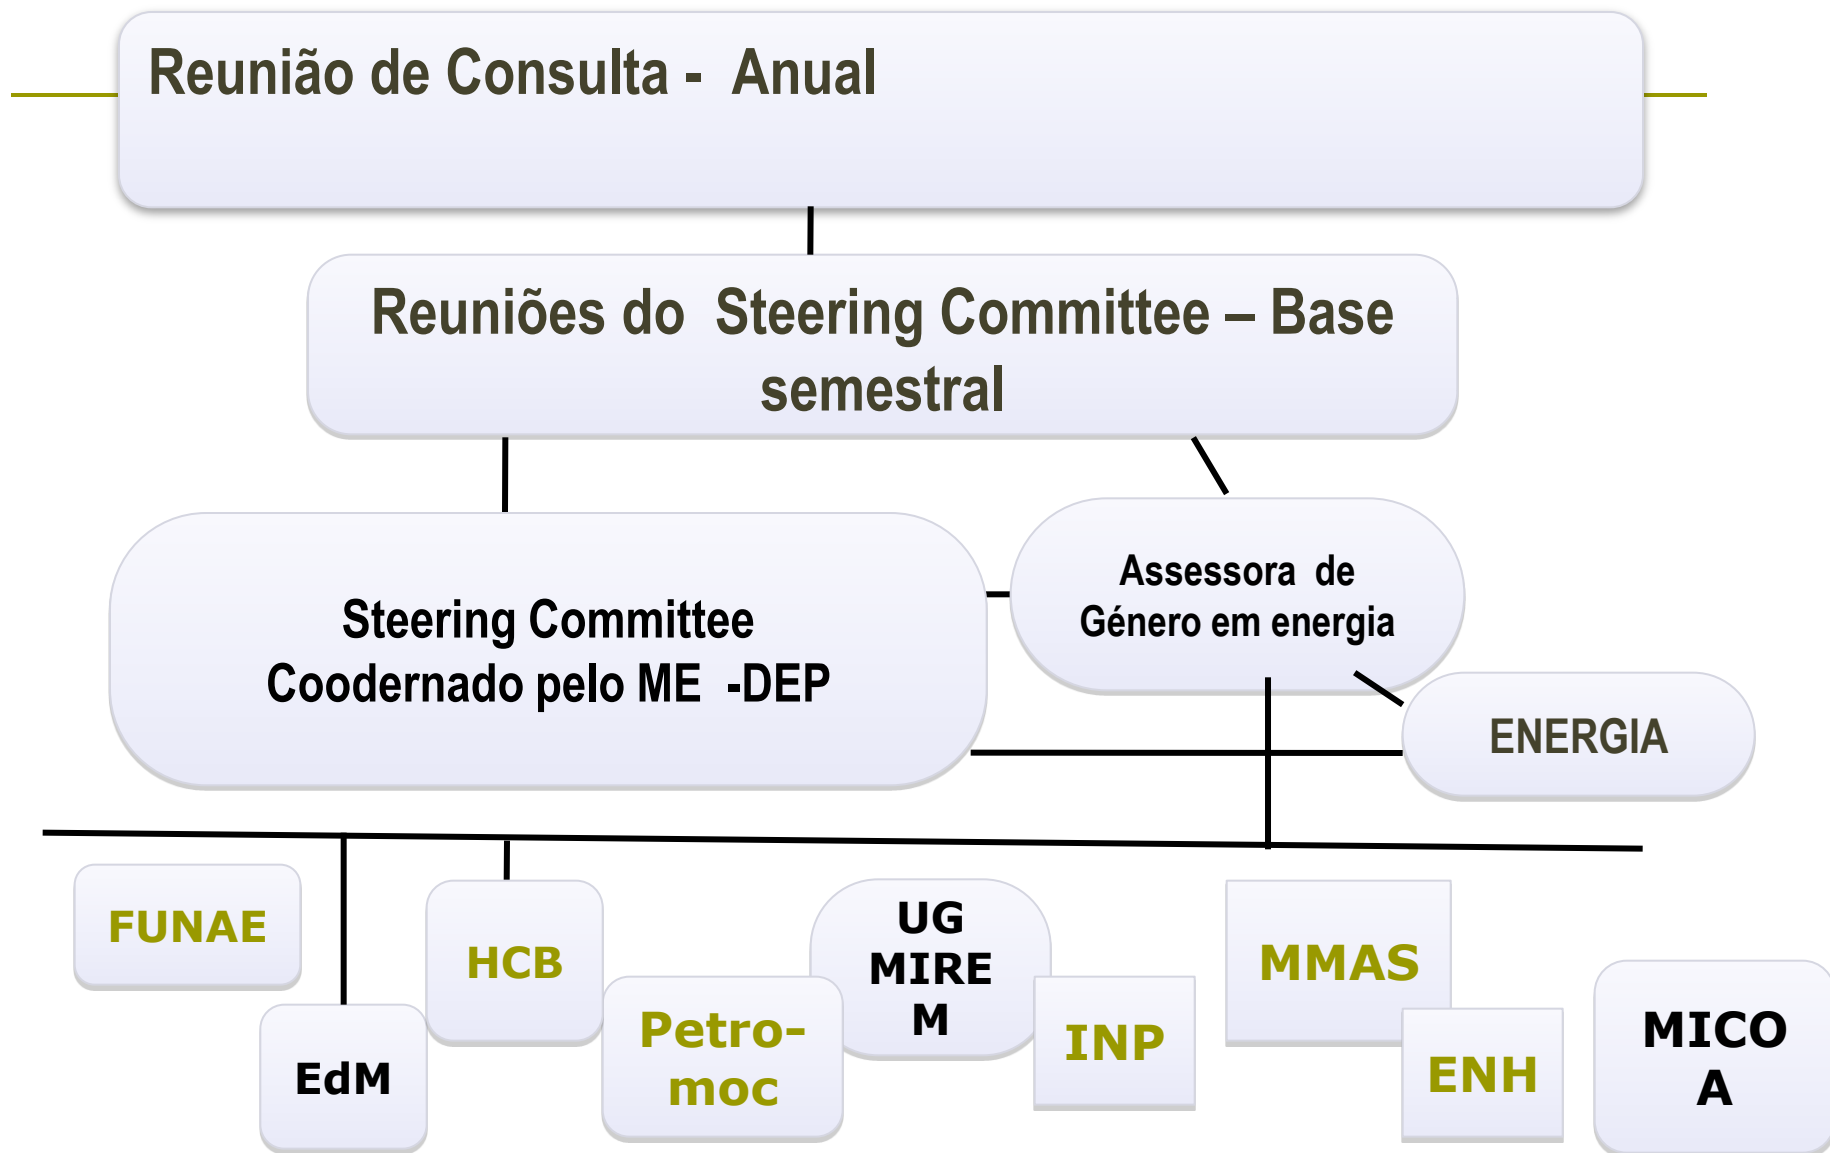 Reunião de Consulta - Anual
Reuniões do Steering Committee – Base
semestral
Assessora de
Género em energia
Steering Committee
Coodernado pelo ME -DEP
ENERGIA
FUNAE
EdM
HCB
Petro-
moc
UG
MIRE
M
INP
MMAS
ENH
MICO
A